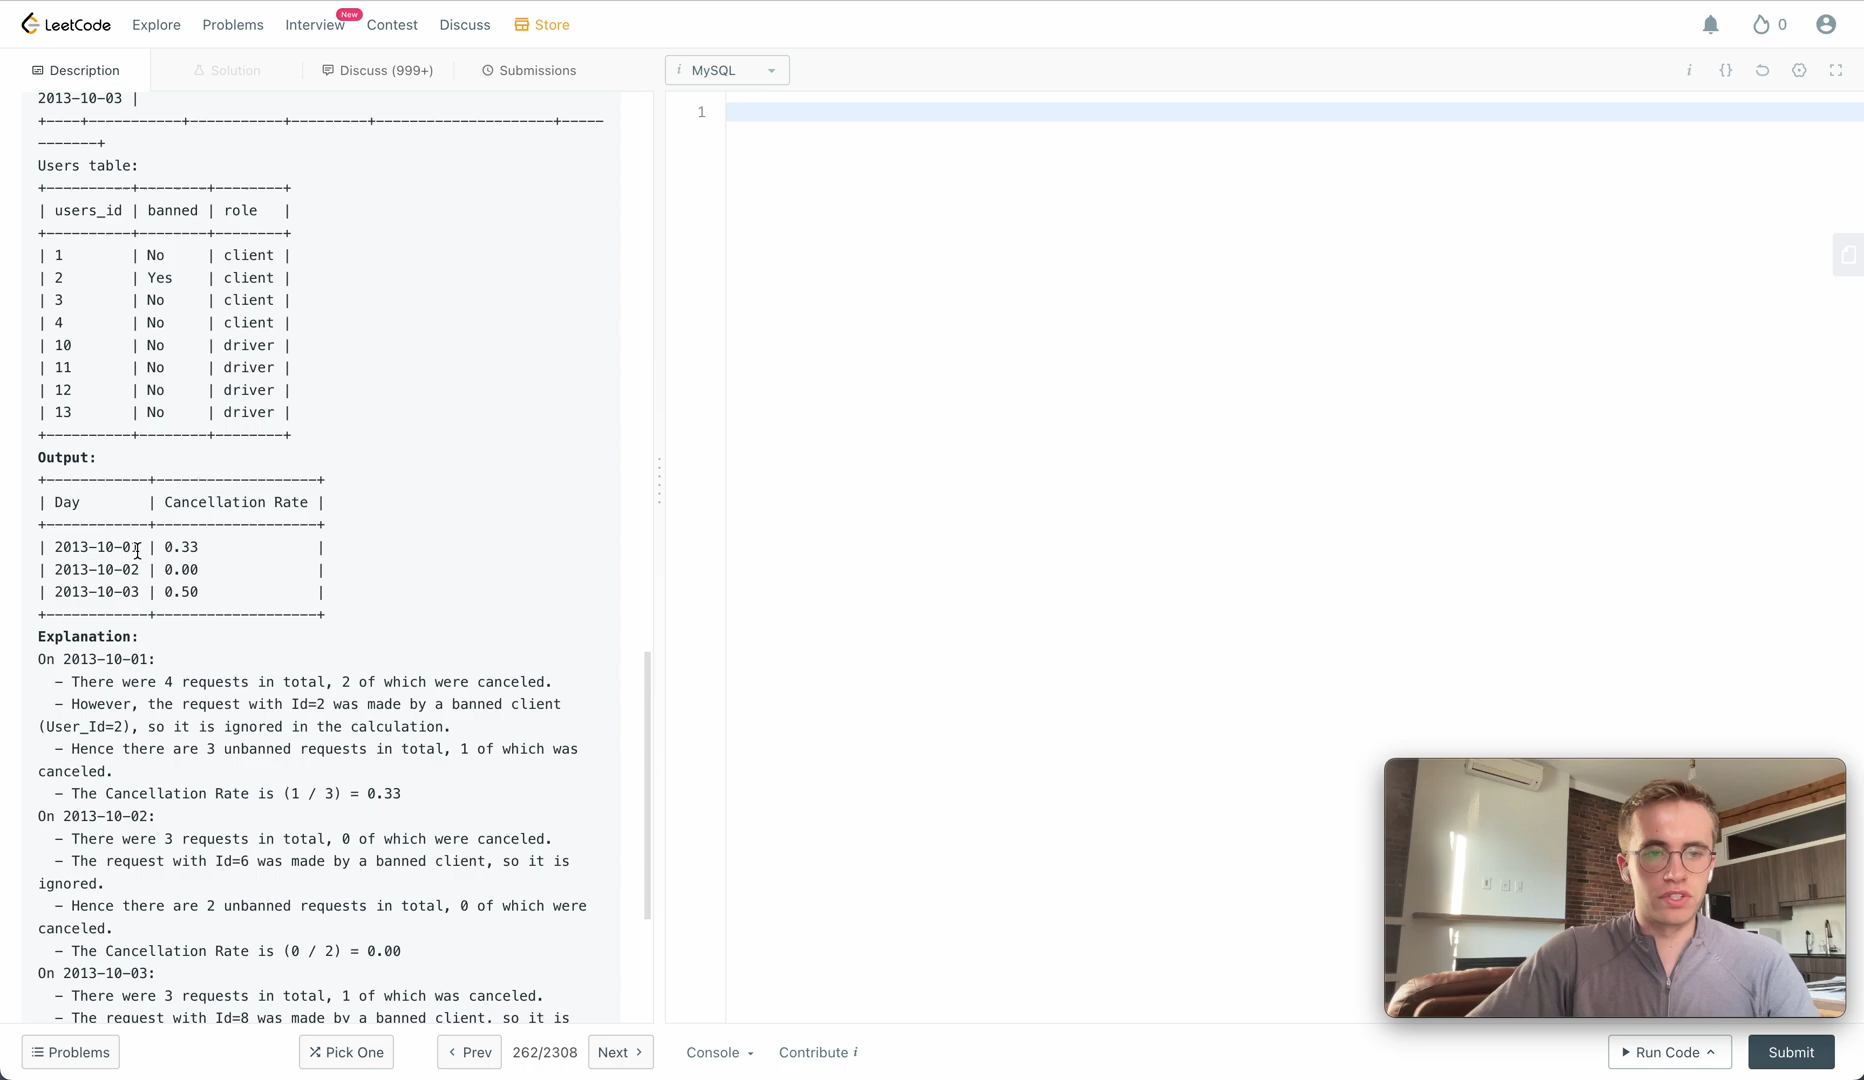 LeetCode Explore Problems Interview New Contest Discuss Store 0
Description Solution Discuss (999+) Submissions i MySQL i {}
2013-10-03 |
+----+-----------+-----------+---------+---------------------+-----
-------+
Users table:
+----------+--------+--------+
| users_id | banned | role |
+----------+--------+--------+
| 1 | No | client |
| 2 | Yes | client |
| 3 | No | client |
| 4 | No | client |
| 10 | No | driver |
| 11 | No | driver |
| 12 | No | driver |
| 13 | No | driver |
+----------+--------+--------+
Output:
+------------+-------------------+
| Day | Cancellation Rate |
+------------+-------------------+
| 2013-10-01 | 0.33 |
| 2013-10-02 | 0.00 |
| 2013-10-03 | 0.50 |
+------------+-------------------+
Explanation:
On 2013-10-01:
- There were 4 requests in total, 2 of which were canceled.
- However, the request with Id=2 was made by a banned client
(User_Id=2), so it is ignored in the calculation.
- Hence there are 3 unbanned requests in total, 1 of which was
canceled.
- The Cancellation Rate is (1 / 3) = 0.33
On 2013-10-02:
- There were 3 requests in total, 0 of which were canceled.
- The request with Id=6 was made by a banned client, so it is
ignored.
- Hence there are 2 unbanned requests in total, 0 of which were
canceled.
- The Cancellation Rate is (0 / 2) = 0.00
On 2013-10-03:
- There were 3 requests in total, 1 of which was canceled.
- The request with Id=8 was made by a banned client, so it is
1
Problems Pick One Prev 262/2308 Next Console Contribute i Run Code Submit